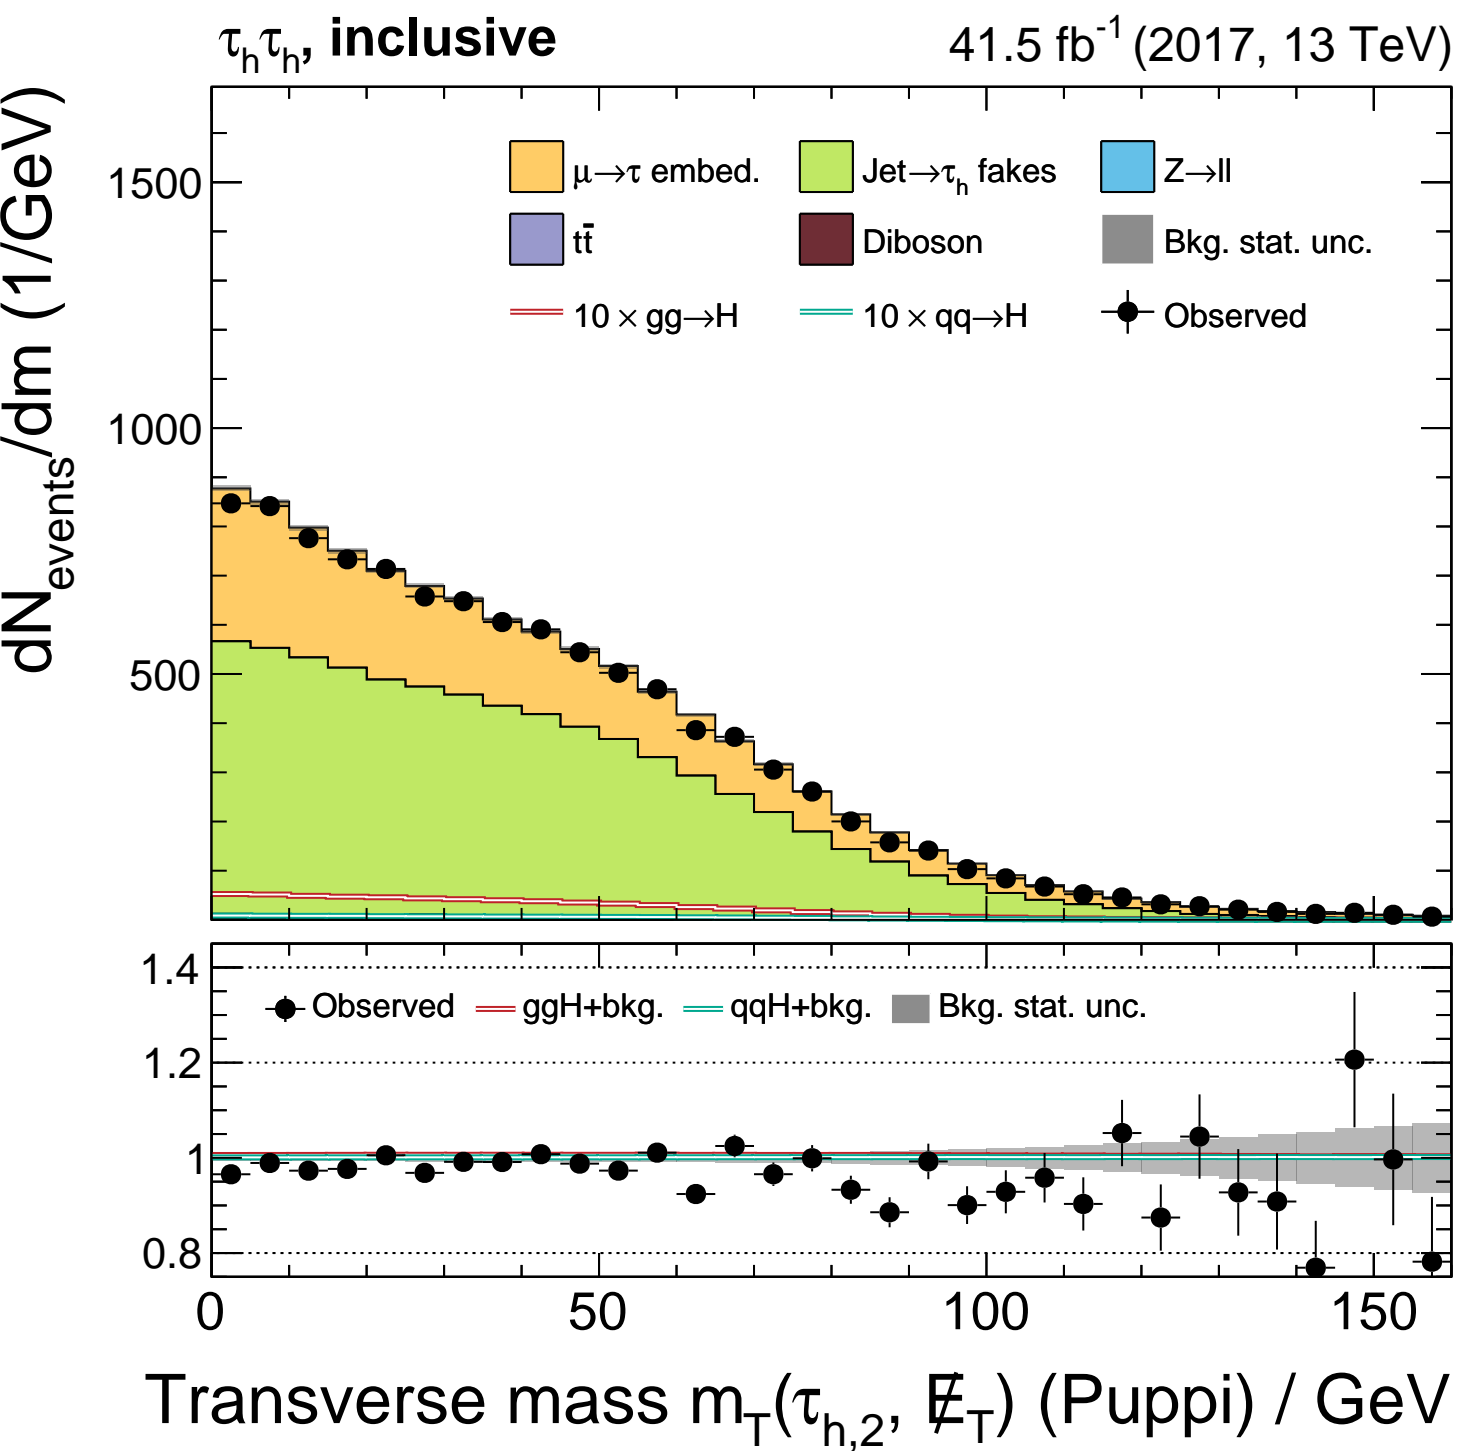 τhτh, inclusive 41.5 fb-1 (2017, 13 TeV)
dNevents/dm (1/GeV)
1500
1000
500
μ→τ embed. Jet→τh fakes Z→ll
tt̄ Diboson Bkg. stat. unc.
10 × gg→H 10 × qq→H Observed
1.4
1.2
1
0.8
Observed ggH+bkg. qqH+bkg. Bkg. stat. unc.
0 50 100 150
Transverse mass mT(τh,2, E̸T) (Puppi) / GeV